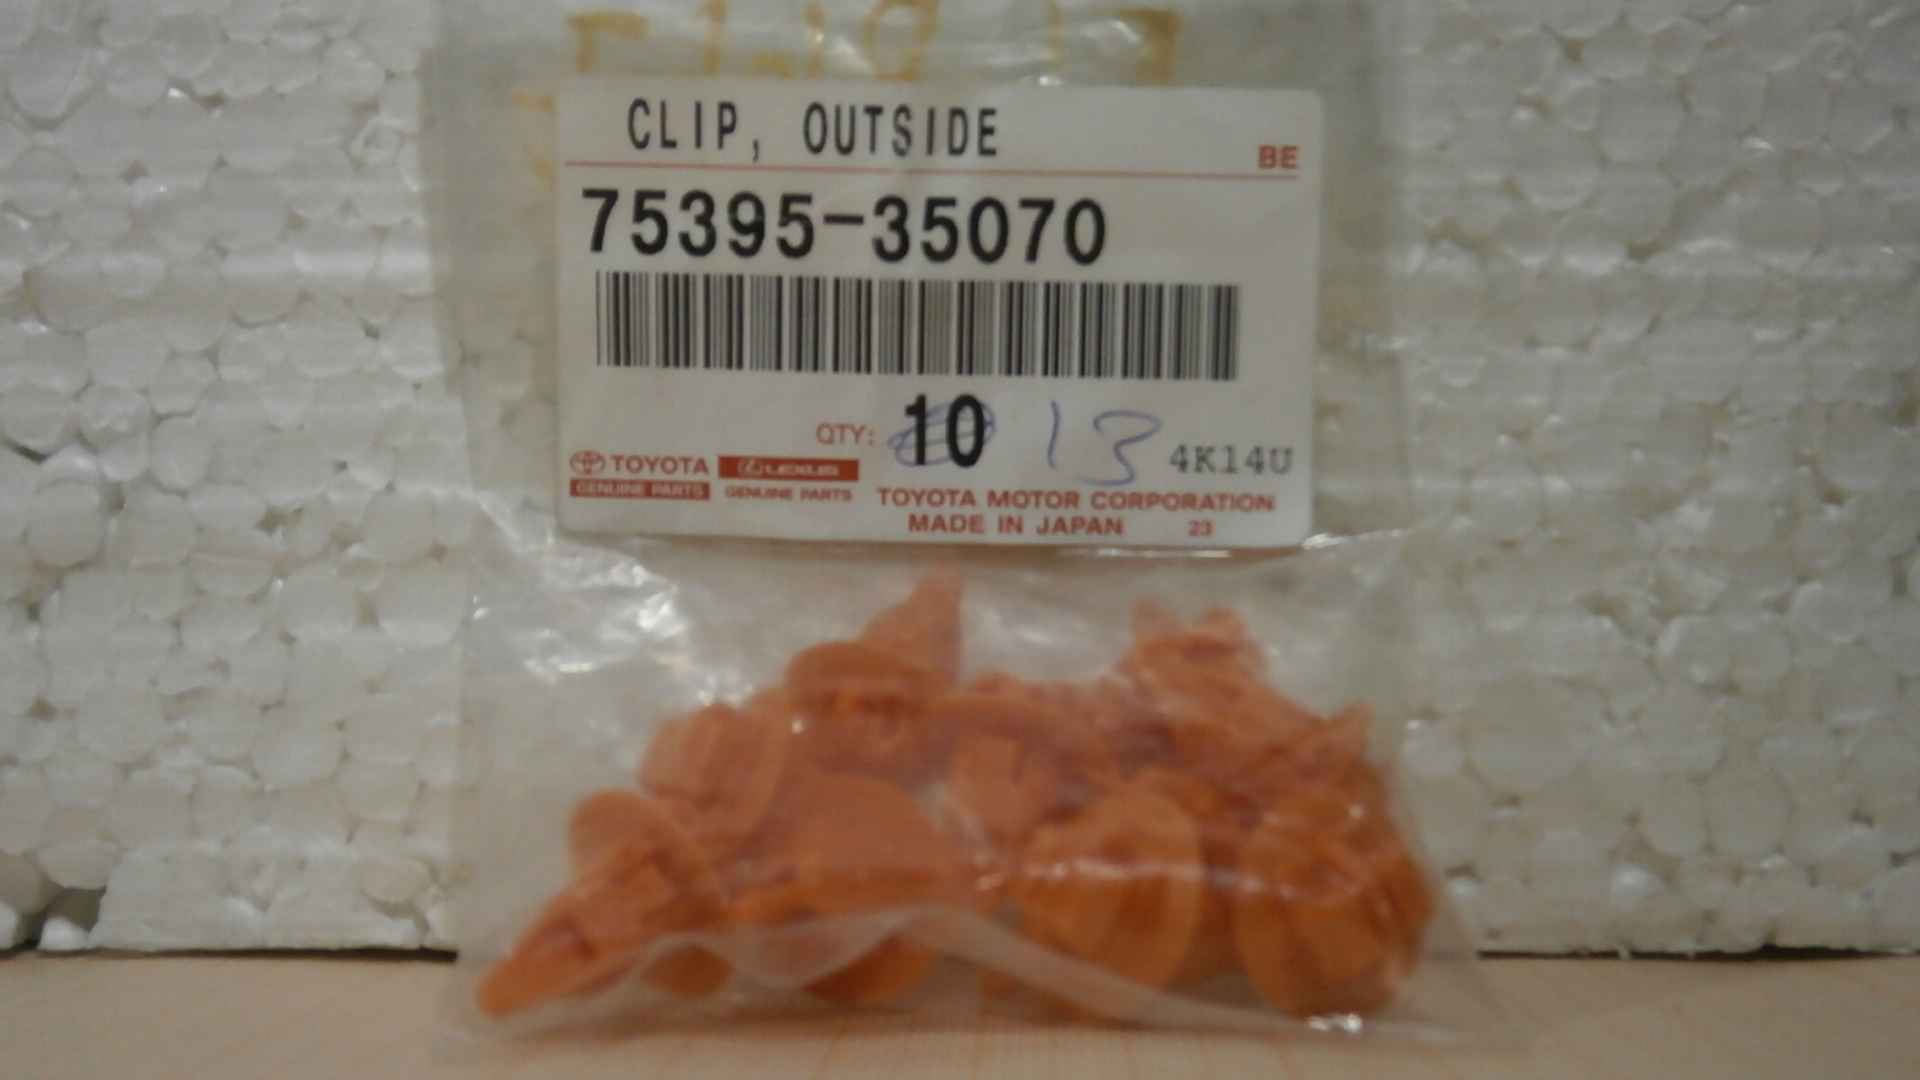 CLIP, OUTSIDE
BE
75395-35070
QTY: 10 13 4K14U
TOYOTA LEXUS
GENUINE PARTS GENUINE PARTS TOYOTA MOTOR CORPORATION
MADE IN JAPAN 23